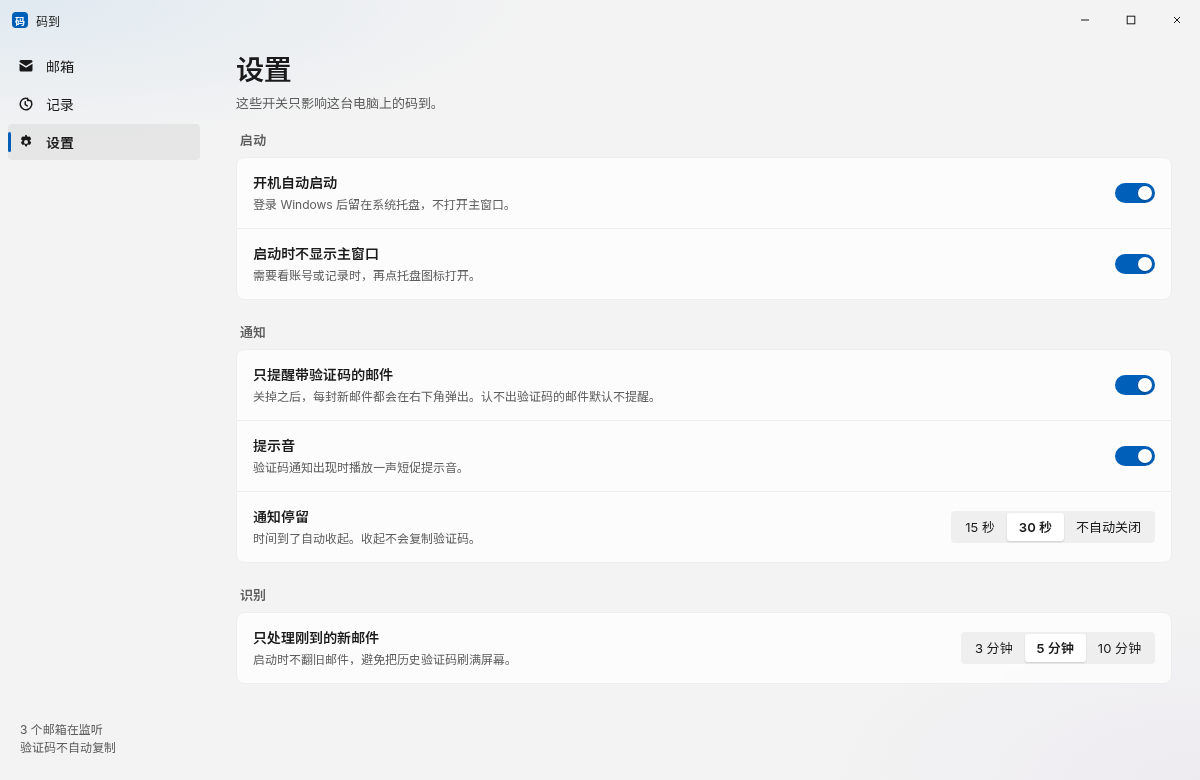 码 码到
邮箱
记录
设置
设置
这些开关只影响这台电脑上的码到。
启动
开机自动启动
登录 Windows 后留在系统托盘，不打开主窗口。
启动时不显示主窗口
需要看账号或记录时，再点托盘图标打开。
通知
只提醒带验证码的邮件
关掉之后，每封新邮件都会在右下角弹出。认不出验证码的邮件默认不提醒。
提示音
验证码通知出现时播放一声短促提示音。
通知停留
时间到了自动收起。收起不会复制验证码。
15 秒 30 秒 不自动关闭
识别
只处理刚到的新邮件
启动时不翻旧邮件，避免把历史验证码刷满屏幕。
3 分钟 5 分钟 10 分钟
3 个邮箱在监听
验证码不自动复制